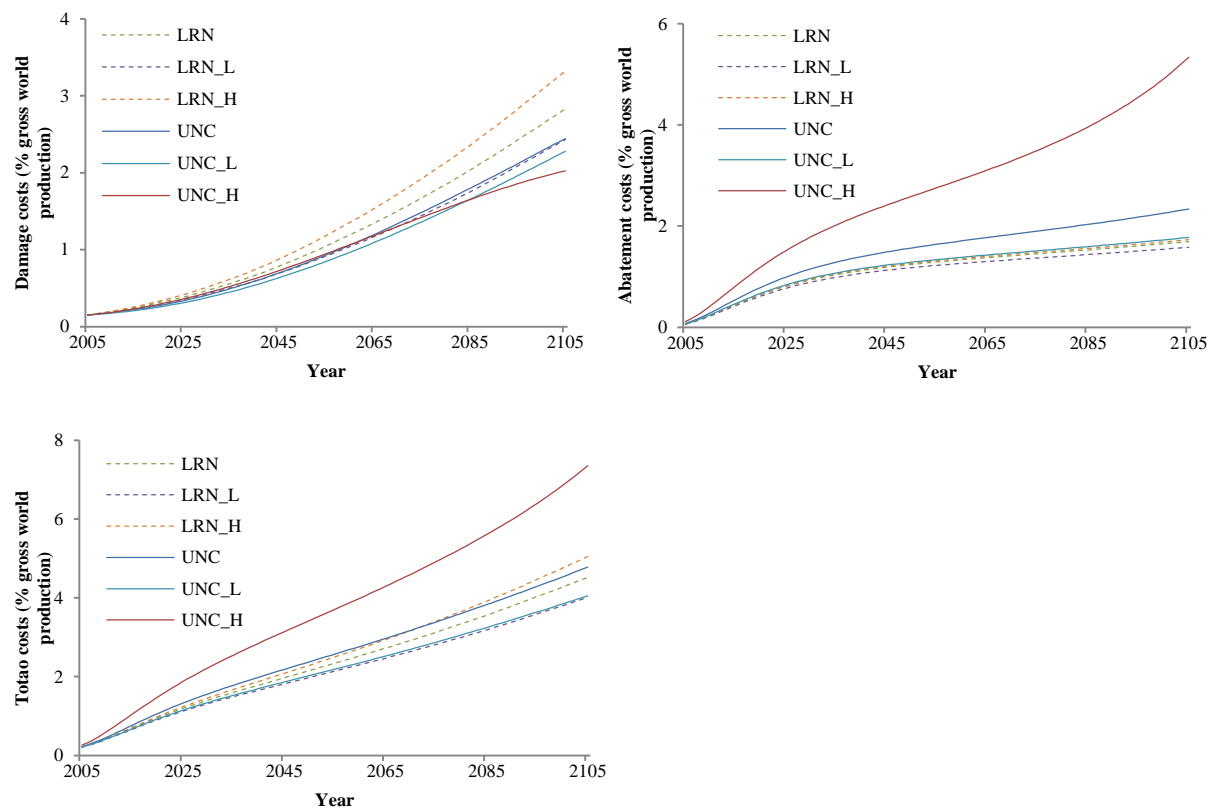 Damage costs (% gross world
production)
4
3
2
1
0
LRN
LRN_L
LRN_H
UNC
UNC_L
UNC_H
2005 2025 2045 2065 2085 2105
Year
Abatement costs (% gross world
production)
6
4
2
0
LRN
LRN_L
LRN_H
UNC
UNC_L
UNC_H
2005 2025 2045 2065 2085 2105
Year
Totao costs (% gross world
production)
8
6
4
2
0
LRN
LRN_L
LRN_H
UNC
UNC_L
UNC_H
2005 2025 2045 2065 2085 2105
Year